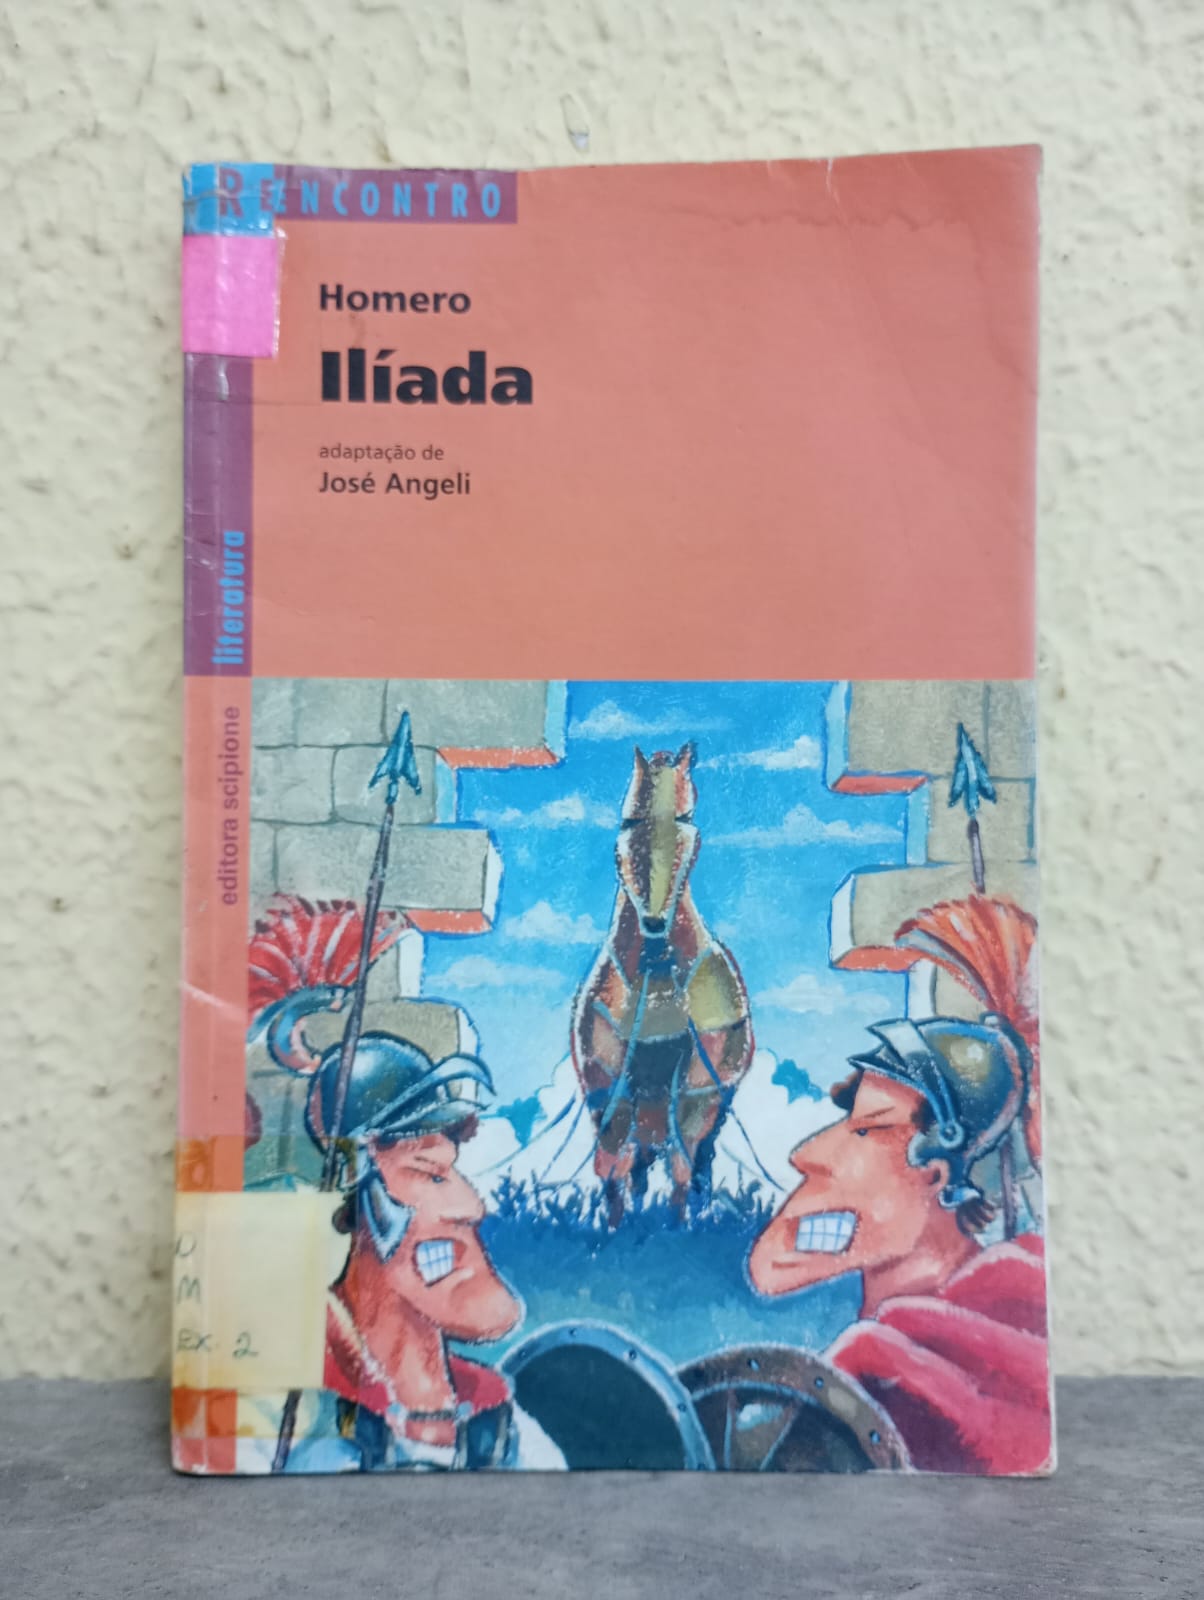 REENCONTRO
Homero
Ilíada
adaptação de
José Angeli
literatura
editora scipione
M
Ex. 2